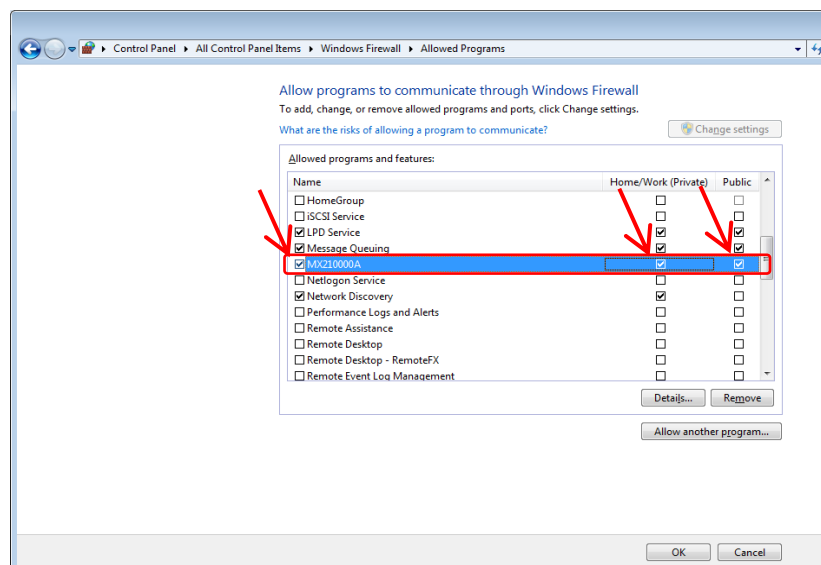 Control Panel ▸ All Control Panel Items ▸ Windows Firewall ▸ Allowed Programs
Allow programs to communicate through Windows Firewall
To add, change, or remove allowed programs and ports, click Change settings.
What are the risks of allowing a program to communicate?
Change settings
Allowed programs and features:
Name Home/Work (Private) Public
HomeGroup
iSCSI Service
LPD Service
Message Queuing
MX210000A
Netlogon Service
Network Discovery
Performance Logs and Alerts
Remote Assistance
Remote Desktop
Remote Desktop - RemoteFX
Remote Event Log Management
Details... Remove
Allow another program...
OK Cancel